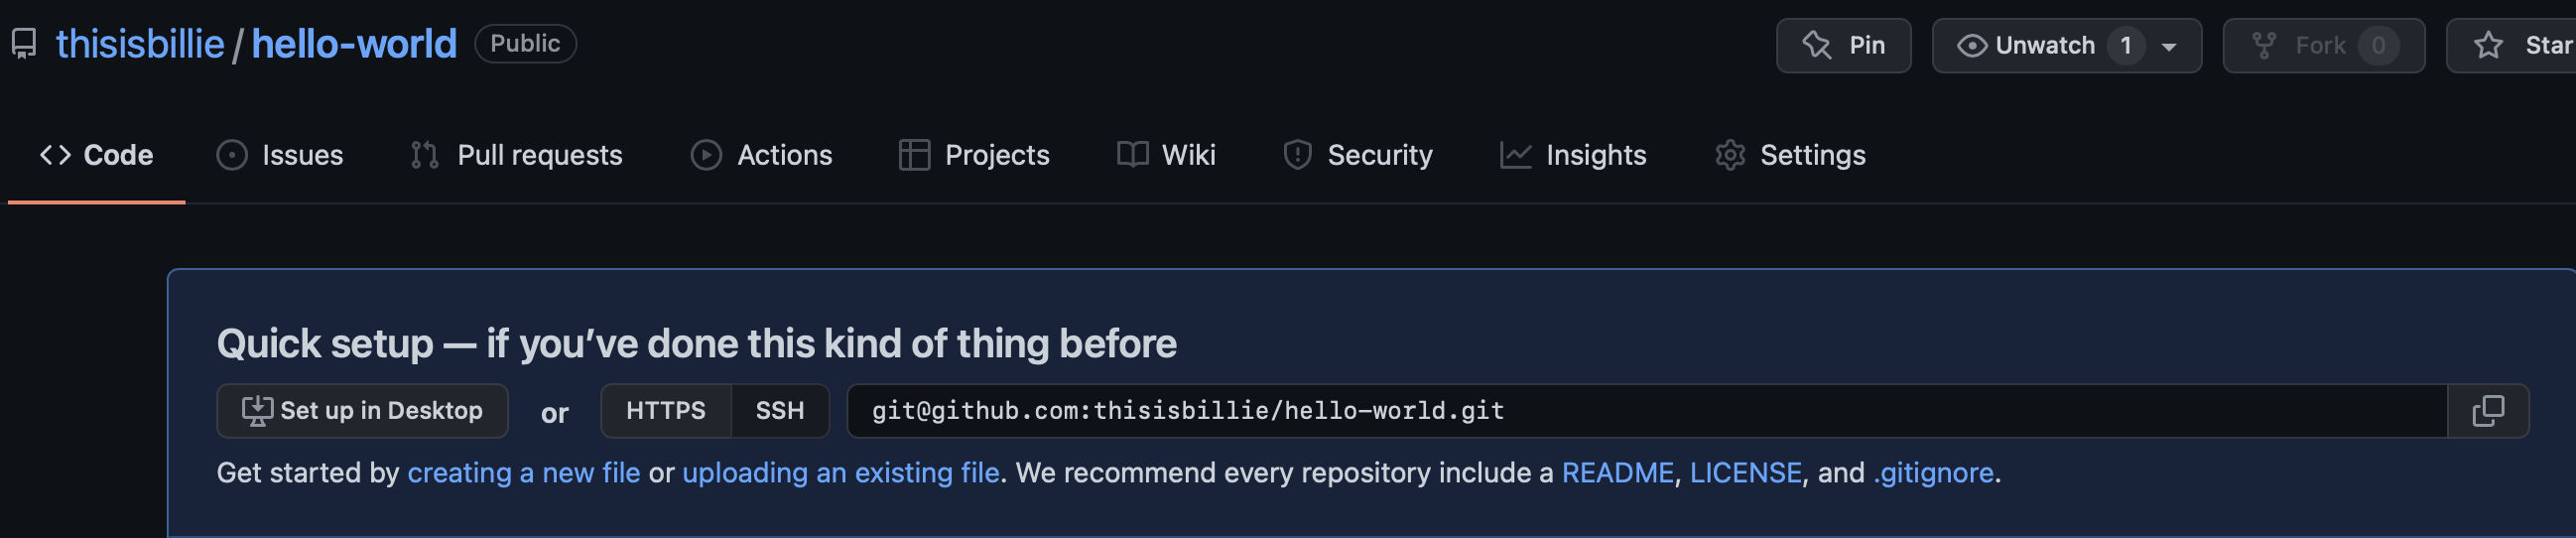 thisisbillie / hello-world Public Pin Unwatch 1 Fork 0 Star
Code Issues Pull requests Actions Projects Wiki Security Insights Settings
Quick setup — if you’ve done this kind of thing before
Set up in Desktop or HTTPS SSH git@github.com:thisisbillie/hello-world.git
Get started by creating a new file or uploading an existing file. We recommend every repository include a README, LICENSE, and .gitignore.